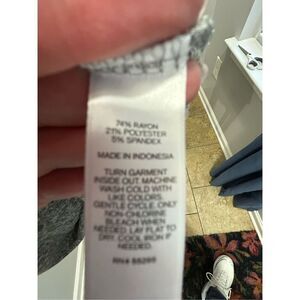 74% RAYON
21% POLYESTER
5% SPANDEX
MADE IN INDONESIA
TURN GARMENT
INSIDE OUT. MACHINE
WASH COLD WITH
LIKE COLORS.
GENTLE CYCLE. ONLY
NON-CHLORINE
BLEACH WHEN
NEEDED. LAY FLAT TO
DRY. COOL IRON IF
NEEDED.
RN#